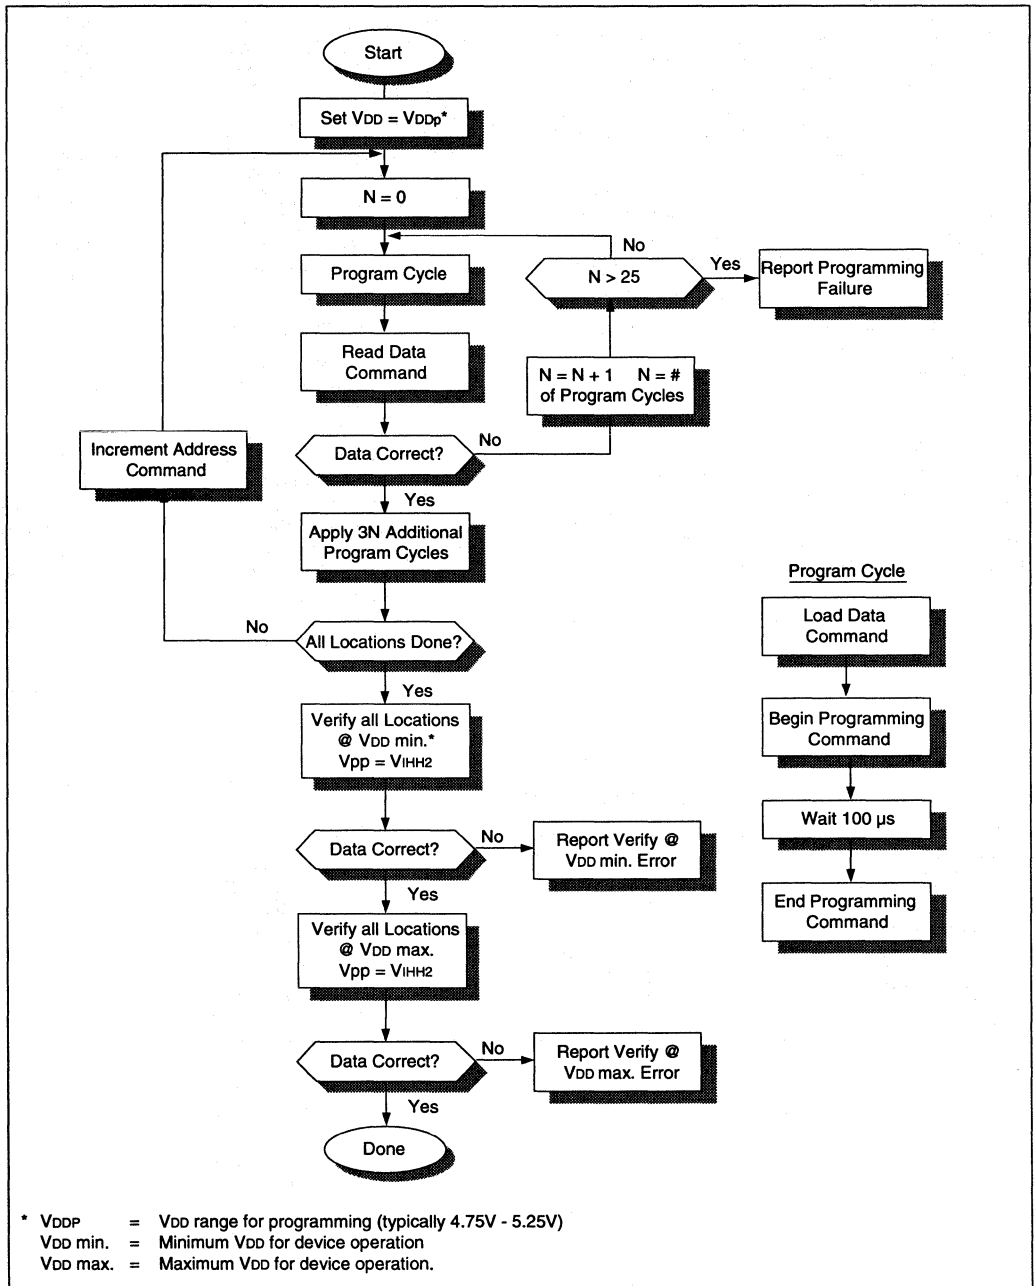 Start
Set VDD = VDDp*
N = 0
Program Cycle
No
N > 25
Yes
Report Programming
Failure
Read Data
Command
N = N + 1 N = #
of Program Cycles
Data Correct?
No
Yes
Increment Address
Command
Apply 3N Additional
Program Cycles
All Locations Done?
No
Yes
Verify all Locations
@ VDD min.*
Vpp = VIHH2
Data Correct?
No
Report Verify @
VDD min. Error
Yes
Verify all Locations
@ VDD max.
Vpp = VIHH2
Data Correct?
No
Report Verify @
VDD max. Error
Yes
Done
Program Cycle
Load Data
Command
Begin Programming
Command
Wait 100 µs
End Programming
Command
* VDDP = VDD range for programming (typically 4.75V - 5.25V)
VDD min. = Minimum VDD for device operation
VDD max. = Maximum VDD for device operation.